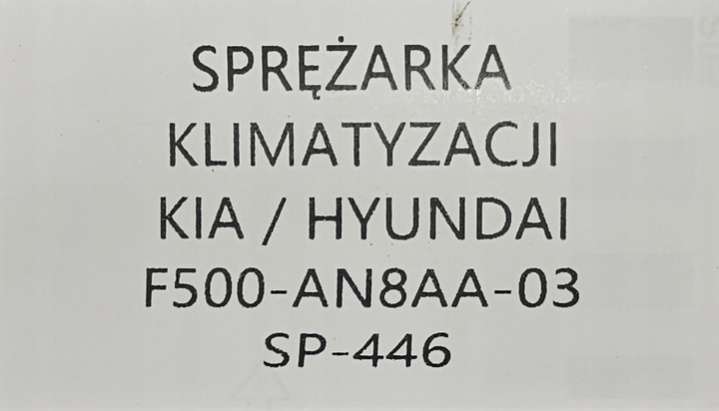 SPRĘŻARKA
KLIMATYZACJI
KIA / HYUNDAI
F500-AN8AA-03
SP-446